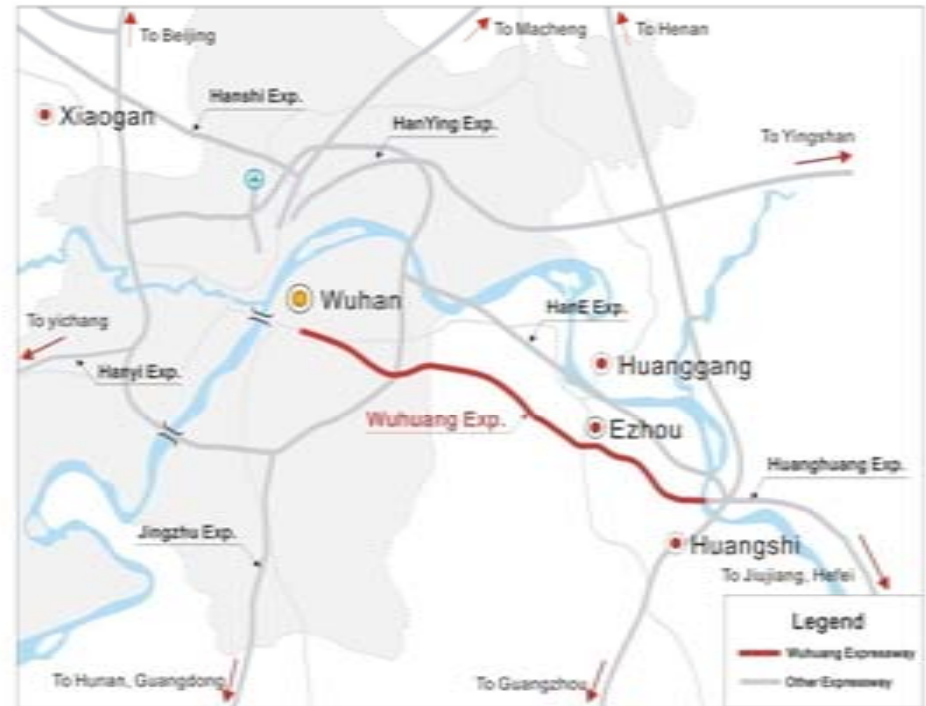 To Beijing
To Macheng
To Henan
Hanshi Exp.
Xiaogan
HanYing Exp.
To Yingshan
Wuhan
To yichang
HanE Exp.
Hanyi Exp.
Huanggang
Wuhuang Exp.
Ezhou
Huanghuang Exp.
Jingzhu Exp.
Huangshi
To Jiujiang, Hefei
Legend
Wuhuang Expressway
To Hunan, Guangdong
To Guangzhou
Other Expressway